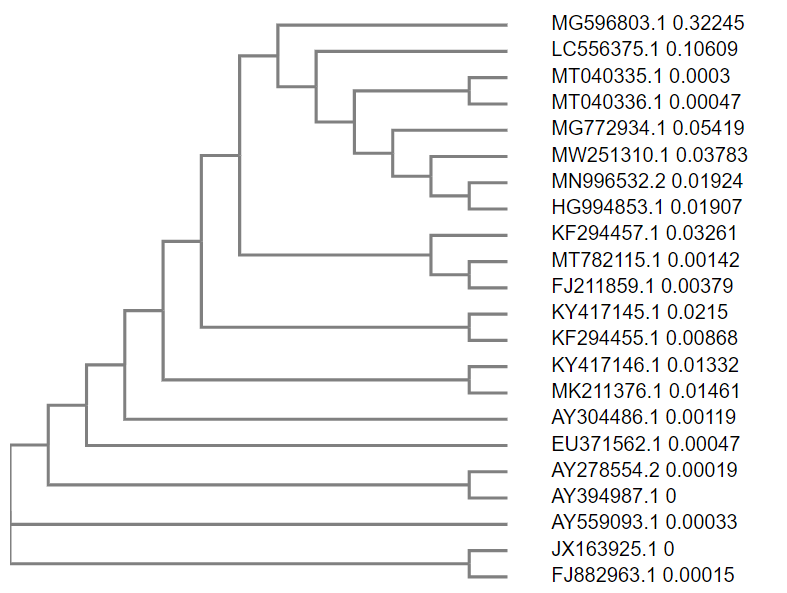 MG596803.1 0.32245
LC556375.1 0.10609
MT040335.1 0.0003
MT040336.1 0.00047
MG772934.1 0.05419
MW251310.1 0.03783
MN996532.2 0.01924
HG994853.1 0.01907
KF294457.1 0.03261
MT782115.1 0.00142
FJ211859.1 0.00379
KY417145.1 0.0215
KF294455.1 0.00868
KY417146.1 0.01332
MK211376.1 0.01461
AY304486.1 0.00119
EU371562.1 0.00047
AY278554.2 0.00019
AY394987.1 0
AY559093.1 0.00033
JX163925.1 0
FJ882963.1 0.00015